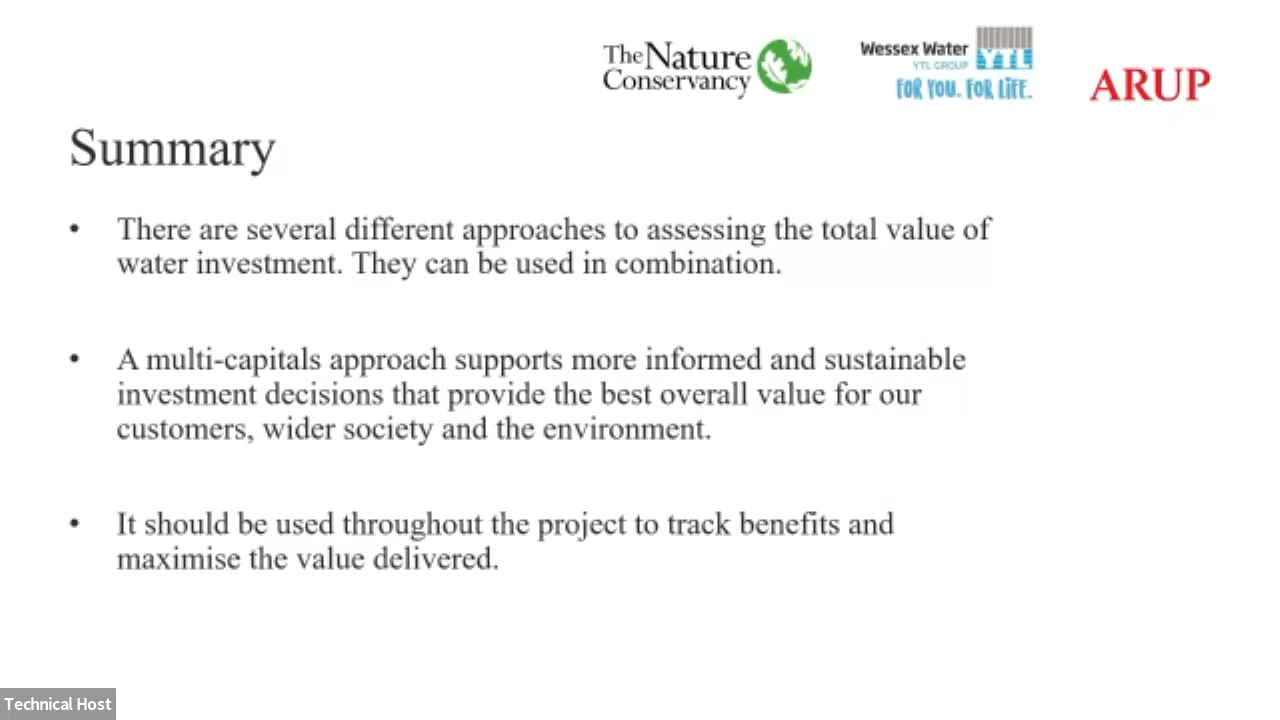 The Nature
Conservancy
Wessex Water
YTL GROUP
YTL
FOR YOU. FOR LIFE.
ARUP
Summary
• There are several different approaches to assessing the total value of
water investment. They can be used in combination.
• A multi-capitals approach supports more informed and sustainable
investment decisions that provide the best overall value for our
customers, wider society and the environment.
• It should be used throughout the project to track benefits and
maximise the value delivered.
Technical Host